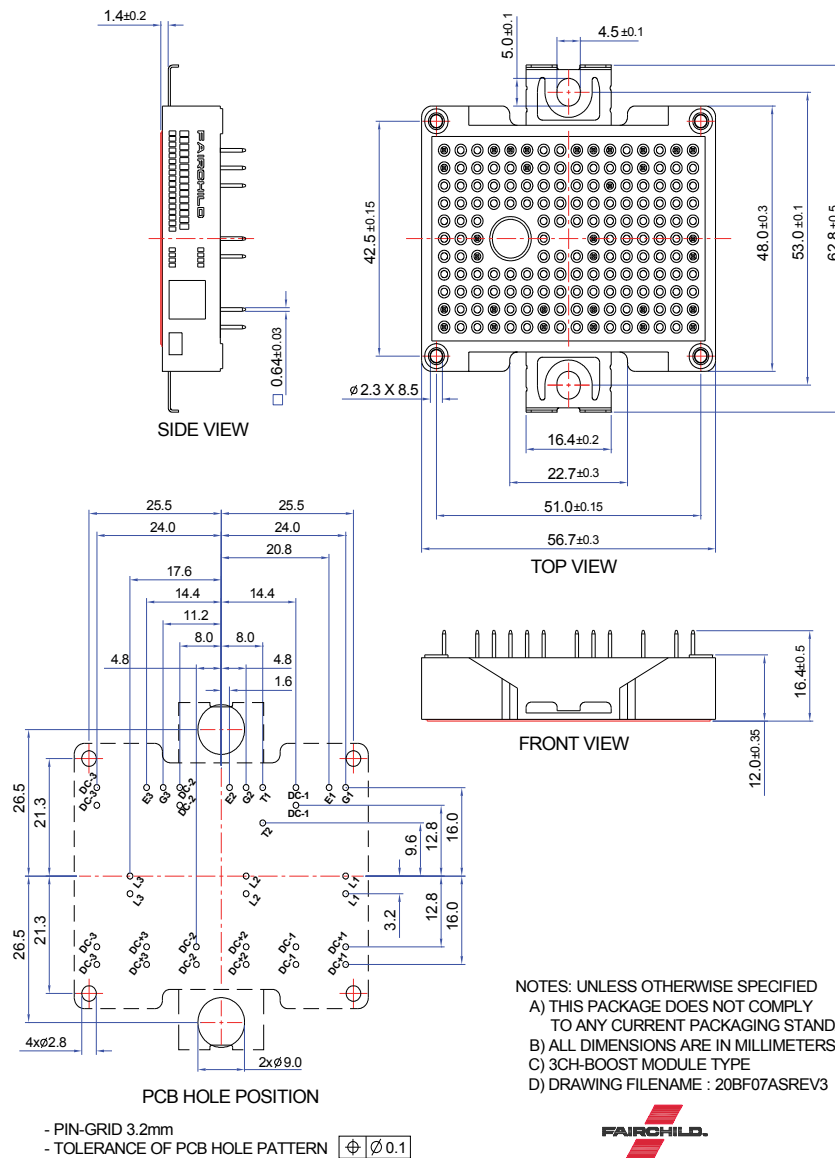 1.4±0.2
5.0±0.1
4.5±0.1
FAIRCHILD
42.5±0.15
48.0±0.3
53.0±0.1
62.8±0.5
□ 0.64±0.03
SIDE VIEW
ø 2.3 X 8.5
16.4±0.2
22.7±0.3
51.0±0.15
56.7±0.3
TOP VIEW
25.5 25.5
24.0 24.0
20.8
17.6
14.4 14.4
11.2
8.0 8.0
4.8 4.8
1.6
16.4±0.5
12.0±0.35
FRONT VIEW
26.5
21.3
DC-3 E3 G3 DC-2 E2 G2 T1 DC-1 E1 G1
DC-3 DC-2 DC-1
T2
9.6
12.8
16.0
L3 L2 L1
L3 L2 L1
3.2
12.8
16.0
26.5
21.3
DC-3 DC+3 DC-2 DC+2 DC-1 DC+1
DC-3 DC+3 DC-2 DC+2 DC-1 DC+1
4xø2.8
2xø9.0
PCB HOLE POSITION
- PIN-GRID 3.2mm
- TOLERANCE OF PCB HOLE PATTERN ⌖ Ø 0.1
NOTES: UNLESS OTHERWISE SPECIFIED
A) THIS PACKAGE DOES NOT COMPLY
TO ANY CURRENT PACKAGING STAND
B) ALL DIMENSIONS ARE IN MILLIMETERS
C) 3CH-BOOST MODULE TYPE
D) DRAWING FILENAME : 20BF07ASREV3
FAIRCHILD.